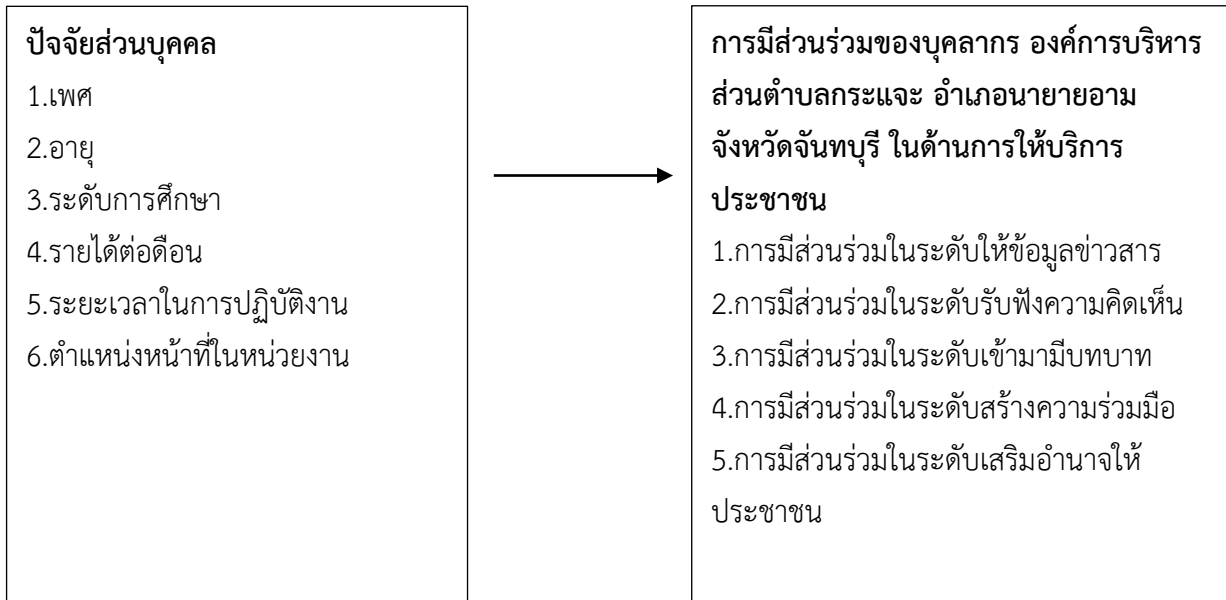 ปัจจัยส่วนบุคคล
1.เพศ
2.อายุ
3.ระดับการศึกษา
4.รายได้ต่อดือน
5.ระยะเวลาในการปฏิบัติงาน
6.ตำแหน่งหน้าที่ในหน่วยงาน
การมีส่วนร่วมของบุคลากร องค์การบริหาร
ส่วนตำบลกระแจะ อำเภอนายายอาม
จังหวัดจันทบุรี ในด้านการให้บริการ
ประชาชน
1.การมีส่วนร่วมในระดับให้ข้อมูลข่าวสาร
2.การมีส่วนร่วมในระดับรับฟังความคิดเห็น
3.การมีส่วนร่วมในระดับเข้ามามีบทบาท
4.การมีส่วนร่วมในระดับสร้างความร่วมมือ
5.การมีส่วนร่วมในระดับเสริมอำนาจให้
ประชาชน